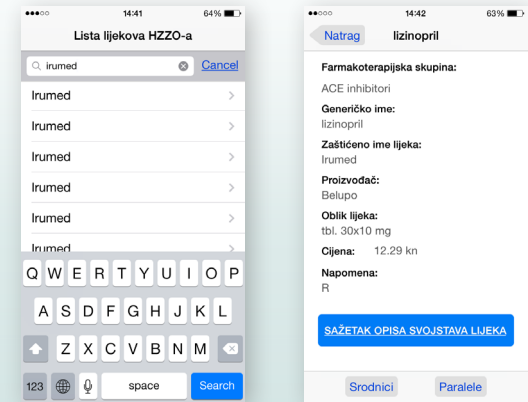 14:41
64%
Lista lijekova HZZO-a
irumed
Cancel
Irumed
Irumed
Irumed
Irumed
Irumed
Irumed
Q W E R T Y U I O P
A S D F G H J K L
Z X C V B N M
123 space Search
14:42
63%
Natrag lizinopril
Farmakoterapijska skupina:
ACE inhibitori
Generičko ime:
lizinopril
Zaštićeno ime lijeka:
Irumed
Proizvođač:
Belupo
Oblik lijeka:
tbl. 30x10 mg
Cijena: 12.29 kn
Napomena:
R
SAŽETAK OPISA SVOJSTAVA LIJEKA
Srodnici Paralele